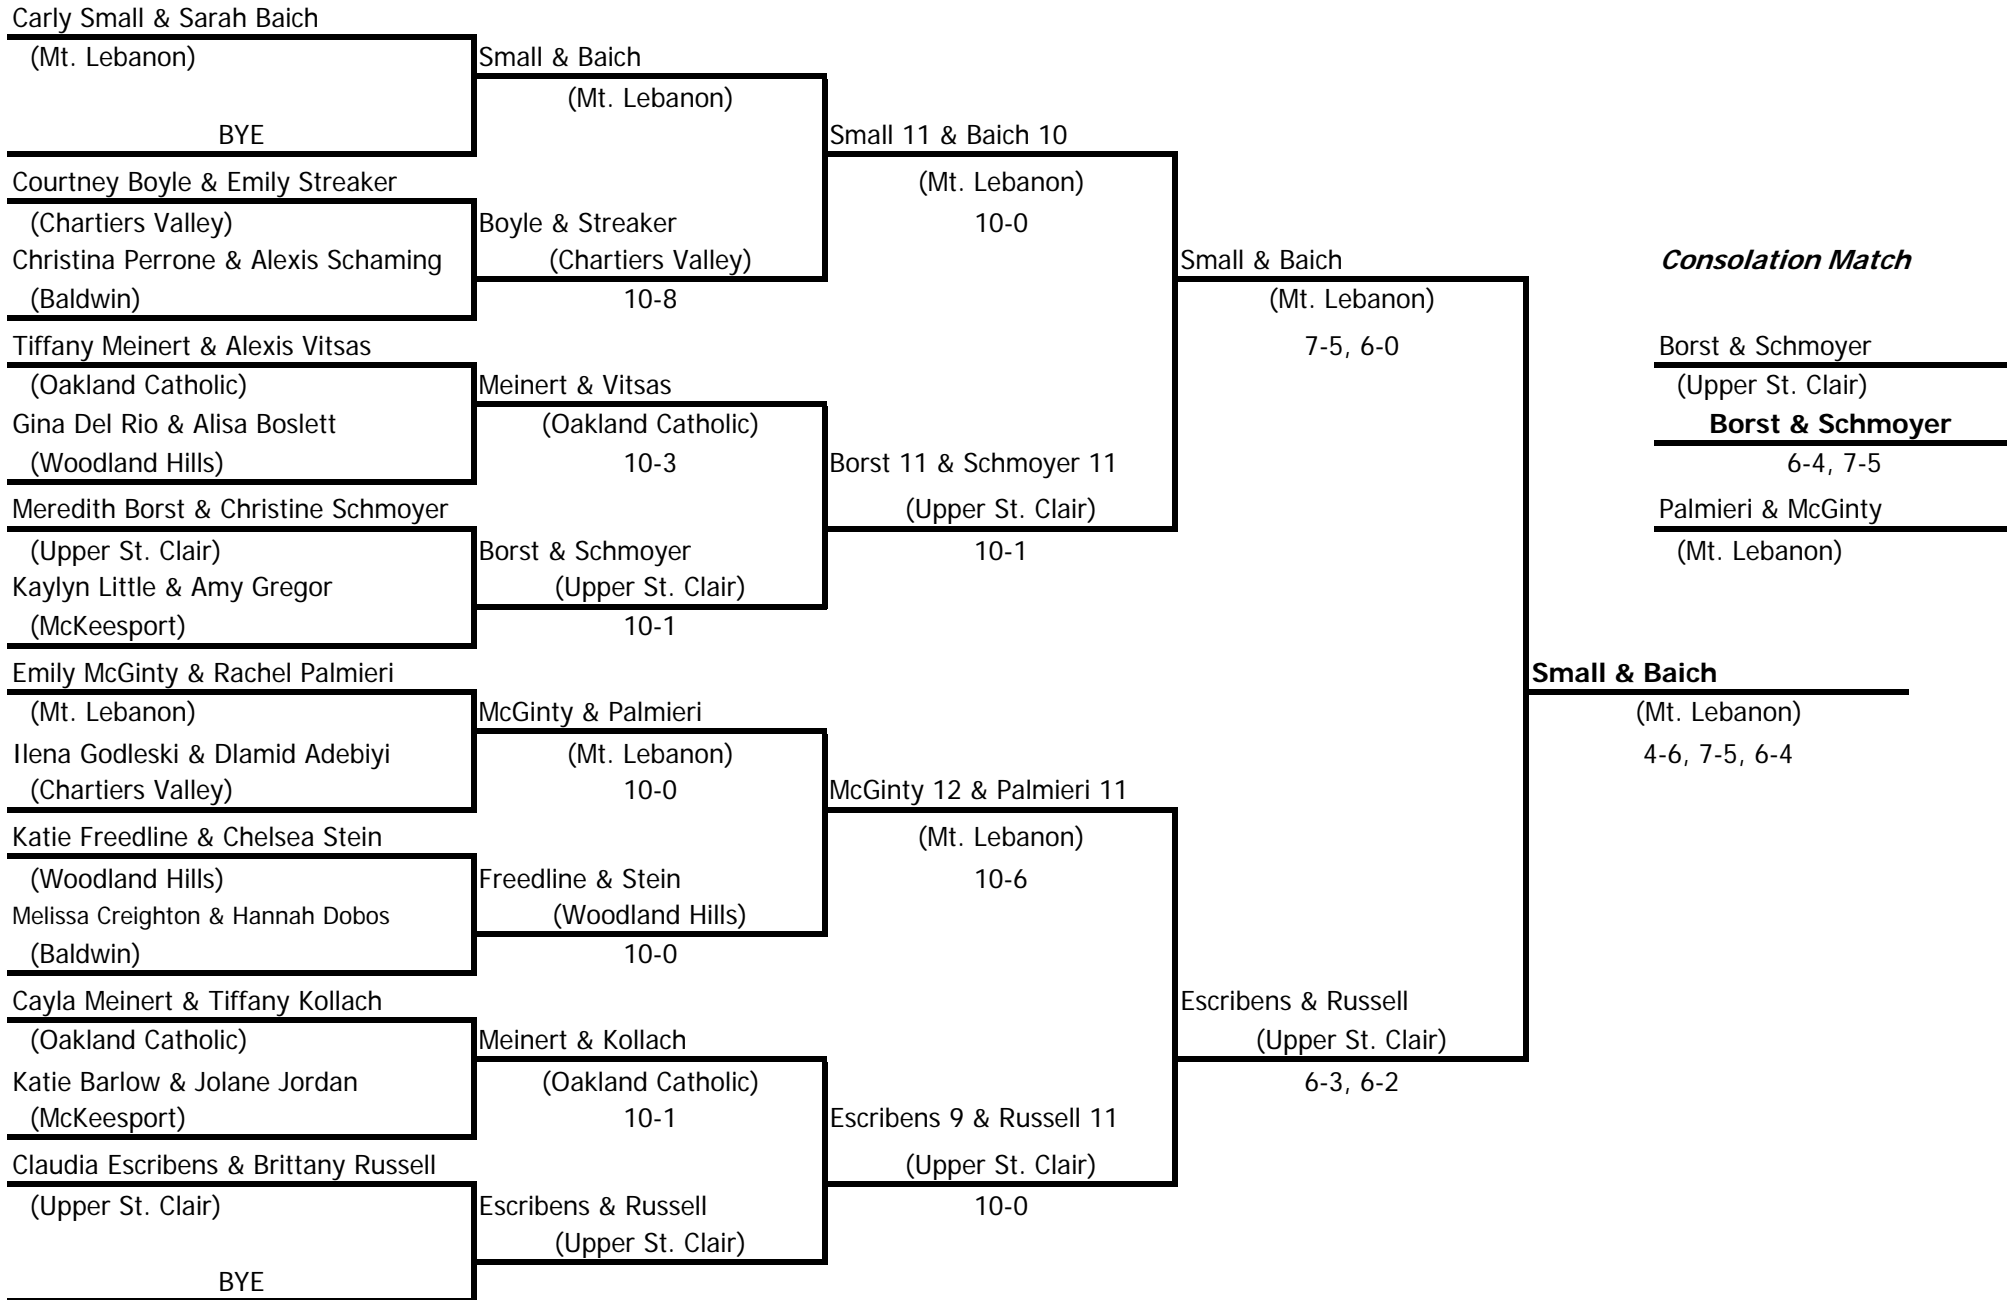 Carly Small & Sarah Baich
(Mt. Lebanon)
BYE
Courtney Boyle & Emily Streaker
(Chartiers Valley)
Christina Perrone & Alexis Schaming
(Baldwin)
Tiffany Meinert & Alexis Vitsas
(Oakland Catholic)
Gina Del Rio & Alisa Boslett
(Woodland Hills)
Meredith Borst & Christine Schmoyer
(Upper St. Clair)
Kaylyn Little & Amy Gregor
(McKeesport)
Emily McGinty & Rachel Palmieri
(Mt. Lebanon)
Ilena Godleski & Dlamid Adebiyi
(Chartiers Valley)
Katie Freedline & Chelsea Stein
(Woodland Hills)
Melissa Creighton & Hannah Dobos
(Baldwin)
Cayla Meinert & Tiffany Kollach
(Oakland Catholic)
Katie Barlow & Jolane Jordan
(McKeesport)
Claudia Escribens & Brittany Russell
(Upper St. Clair)
BYE
Small & Baich
(Mt. Lebanon)
Boyle & Streaker
(Chartiers Valley)
10-8
Meinert & Vitsas
(Oakland Catholic)
10-3
Borst & Schmoyer
(Upper St. Clair)
10-1
McGinty & Palmieri
(Mt. Lebanon)
10-0
Freedline & Stein
(Woodland Hills)
10-0
Meinert & Kollach
(Oakland Catholic)
10-1
Escribens & Russell
(Upper St. Clair)
Small 11 & Baich 10
(Mt. Lebanon)
10-0
Borst 11 & Schmoyer 11
(Upper St. Clair)
10-1
McGinty 12 & Palmieri 11
(Mt. Lebanon)
10-6
Escribens 9 & Russell 11
(Upper St. Clair)
10-0
Small & Baich
(Mt. Lebanon)
7-5, 6-0
Escribens & Russell
(Upper St. Clair)
6-3, 6-2
Small & Baich
(Mt. Lebanon)
4-6, 7-5, 6-4
Consolation Match
Borst & Schmoyer
(Upper St. Clair)
Borst & Schmoyer
6-4, 7-5
Palmieri & McGinty
(Mt. Lebanon)